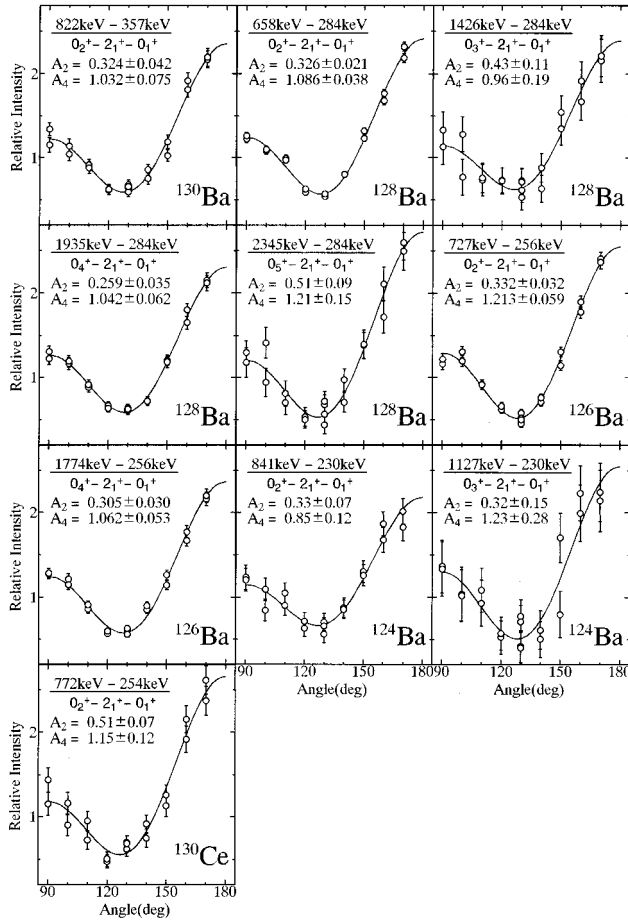 822keV − 357keV
0₂⁺− 2₁⁺− 0₁⁺
A₂ = 0.324±0.042
A₄ = 1.032±0.075
¹³⁰Ba
658keV − 284keV
0₂⁺− 2₁⁺− 0₁⁺
A₂ = 0.326±0.021
A₄ = 1.086±0.038
¹²⁸Ba
1426keV − 284keV
0₃⁺− 2₁⁺− 0₁⁺
A₂ = 0.43±0.11
A₄ = 0.96±0.19
¹²⁸Ba
Relative Intensity
2
1
1935keV − 284keV
0₄⁺− 2₁⁺− 0₁⁺
A₂ = 0.259±0.035
A₄ = 1.042±0.062
¹²⁸Ba
2345keV − 284keV
0₅⁺− 2₁⁺− 0₁⁺
A₂ = 0.51±0.09
A₄ = 1.21±0.15
¹²⁸Ba
727keV − 256keV
0₂⁺− 2₁⁺− 0₁⁺
A₂ = 0.332±0.032
A₄ = 1.213±0.059
¹²⁶Ba
Relative Intensity
2
1
1774keV − 256keV
0₄⁺− 2₁⁺− 0₁⁺
A₂ = 0.305±0.030
A₄ = 1.062±0.053
¹²⁶Ba
841keV − 230keV
0₂⁺− 2₁⁺− 0₁⁺
A₂ = 0.33±0.07
A₄ = 0.85±0.12
¹²⁴Ba
1127keV − 230keV
0₃⁺− 2₁⁺− 0₁⁺
A₂ = 0.32±0.15
A₄ = 1.23±0.28
¹²⁴Ba
Relative Intensity
2
1
90 120 150 180
Angle(deg)
90 120 150 180
Angle(deg)
772keV − 254keV
0₂⁺− 2₁⁺− 0₁⁺
A₂ = 0.51±0.07
A₄ = 1.15±0.12
¹³⁰Ce
Relative Intensity
2
1
90 120 150 180
Angle(deg)